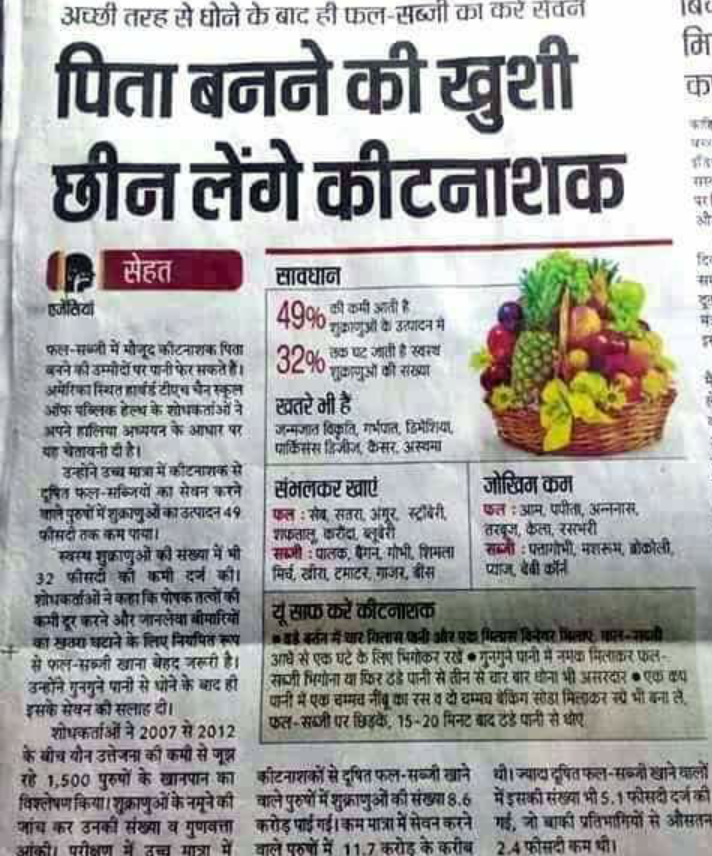 अच्छी तरह से धोने के बाद ही फल-सब्जी का करें सेवन
पिता बनने की खुशी
छीन लेंगे कीटनाशक
सेहत
एजेंसियां
फल-सब्जी में मौजूद कीटनाशक पिता
बनने की उम्मीदों पर पानी फेर सकते हैं।
अमेरिका स्थित हार्वर्ड टीएच चैन स्कूल
ऑफ पब्लिक हेल्थ के शोधकर्ताओं ने
अपने हालिया अध्ययन के आधार पर
यह चेतावनी दी है।
उन्होंने उच्च मात्रा में कीटनाशक से
दूषित फल-सब्जियों का सेवन करने
वाले पुरुषों में शुक्राणुओं का उत्पादन 49
फीसदी तक कम पाया।
स्वस्थ शुक्राणुओं की संख्या में भी
32 फीसदी की कमी दर्ज की।
शोधकर्ताओं ने कहा कि पोषक तत्वों की
कमी दूर करने और जानलेवा बीमारियों
का खतरा घटाने के लिए नियमित रूप
से फल-सब्जी खाना बेहद जरूरी है।
उन्होंने गुनगुने पानी से धोने के बाद ही
इसके सेवन की सलाह दी।
शोधकर्ताओं ने 2007 से 2012
के बीच यौन उत्तेजना की कमी से जूझ
रहे 1,500 पुरुषों के खानपान का
विश्लेषण किया। शुक्राणुओं के नमूने की
जांच कर उनकी संख्या व गुणवत्ता
आंकी। परीक्षण में उच्च मात्रा में
सावधान
49% की कमी आती है
शुक्राणुओं के उत्पादन में
32% तक घट जाती है स्वस्थ
शुक्राणुओं की संख्या
खतरे भी हैं
जन्मजात विकृति, गर्भपात, डिमेंशिया,
पार्किंसंस डिजीज, कैंसर, अस्थमा
संभलकर खाएं
फल : सेब, संतरा, अंगूर, स्ट्रॉबेरी,
शफतालू, करौंदा, ब्लूबेरी
सब्जी : पालक, बैंगन, गोभी, शिमला
मिर्च, खीरा, टमाटर, गाजर, बींस
जोखिम कम
फल : आम, पपीता, अन्ननास,
तरबूज, केला, रसभरी
सब्जी : पत्तागोभी, मशरूम, ब्रोकोली,
प्याज, बेबी कॉर्न
यूं साफ करें कीटनाशक
• बड़े बर्तन में चार गिलास पानी और एक गिलास विनेगर मिलाएं, फल-सब्जी
आधे से एक घंटे के लिए भिगोकर रखें • गुनगुने पानी में नमक मिलाकर फल-
सब्जी भिगोना या फिर ठंडे पानी से तीन से चार बार धोना भी असरदार • एक कप
पानी में एक चम्मच नींबू का रस व दो चम्मच बेकिंग सोडा मिलाकर स्प्रे भी बना लें,
फल-सब्जी पर छिड़कें, 15-20 मिनट बाद ठंडे पानी से धोएं
कीटनाशकों से दूषित फल-सब्जी खाने
वाले पुरुषों में शुक्राणुओं की संख्या 8.6
करोड़ पाई गई। कम मात्रा में सेवन करने
वाले पुरुषों में 11.7 करोड़ के करीब
थी। ज्यादा दूषित फल-सब्जी खाने वालों
में इसकी संख्या भी 5.1 फीसदी दर्ज की
गई, जो बाकी प्रतिभागियों से औसतन
2.4 फीसदी कम थी।